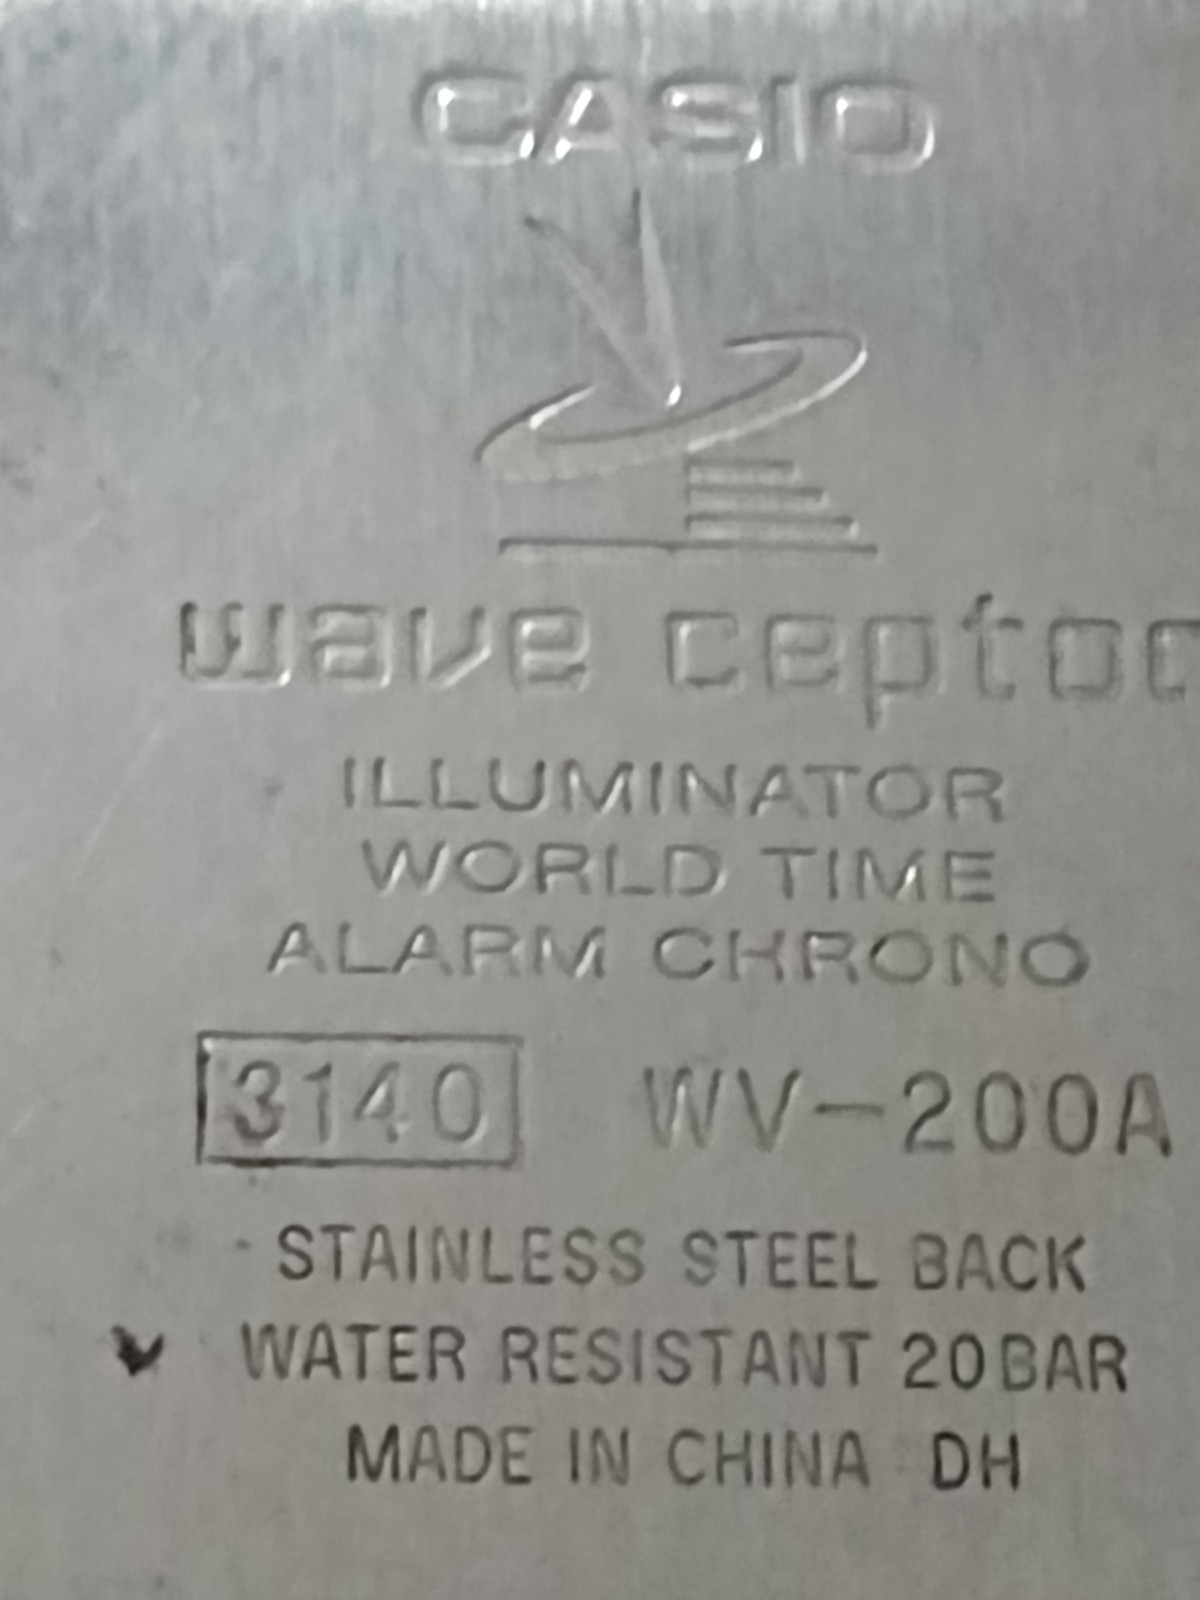 CASIO
wave ceptor
ILLUMINATOR
WORLD TIME
ALARM CHRONO
3140 WV-200A
STAINLESS STEEL BACK
WATER RESISTANT 20BAR
MADE IN CHINA DH